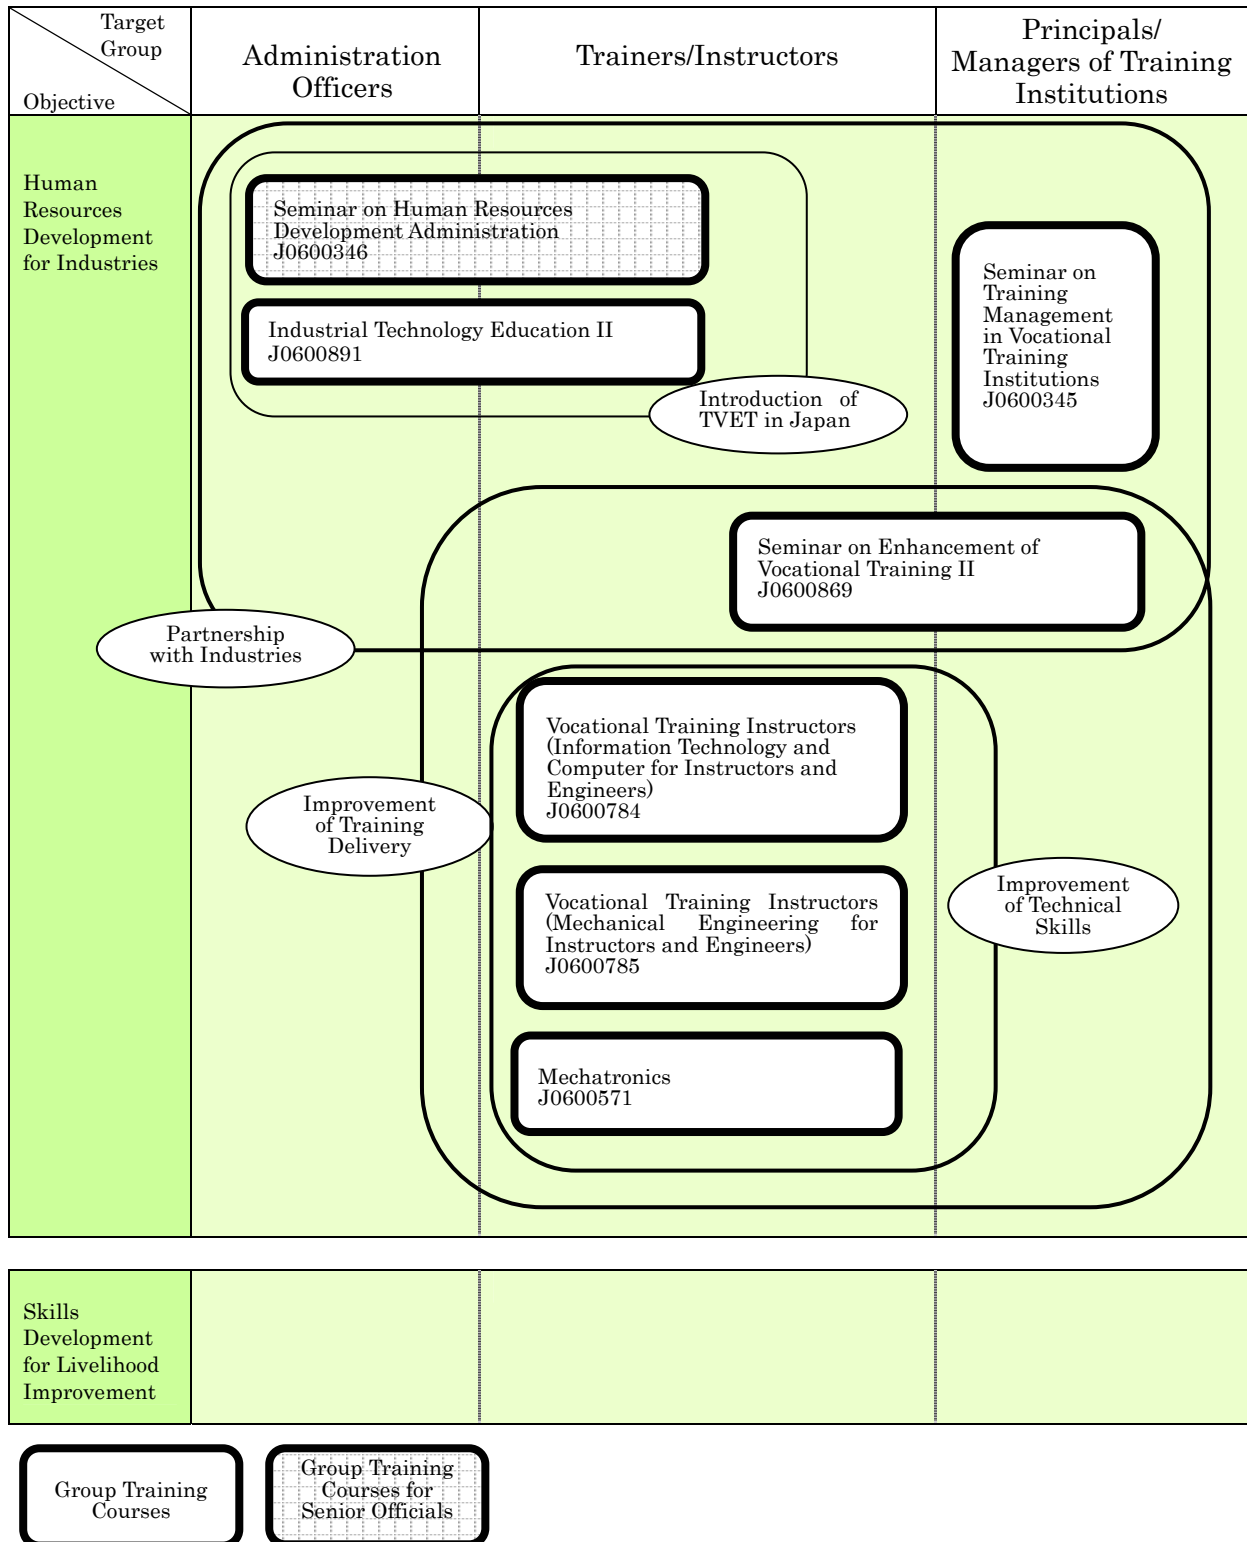 Target
Group
Objective
Administration
Officers
Trainers/Instructors
Principals/
Managers of Training
Institutions
Human
Resources
Development
for Industries
Seminar on Human Resources
Development Administration
J0600346
Industrial Technology Education II
J0600891
Introduction of
TVET in Japan
Seminar on
Training
Management
in Vocational
Training
Institutions
J0600345
Seminar on Enhancement of
Vocational Training II
J0600869
Partnership
with Industries
Vocational Training Instructors
(Information Technology and
Computer for Instructors and
Engineers)
J0600784
Improvement
of Training
Delivery
Vocational Training Instructors
(Mechanical Engineering for
Instructors and Engineers)
J0600785
Improvement
of Technical
Skills
Mechatronics
J0600571
Skills
Development
for Livelihood
Improvement
Group Training
Courses
Group Training
Courses for
Senior Officials